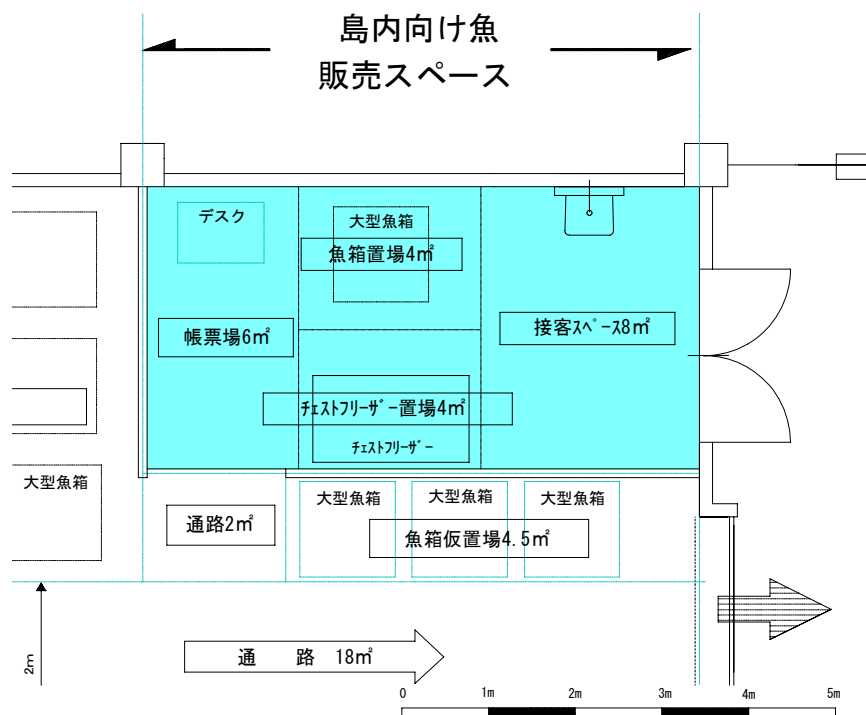 島内向け魚
販売スペース
デスク
大型魚箱
魚箱置場4㎡
帳票場6㎡
接客ｽﾍﾟｰｽ8㎡
ﾁｪｽﾄﾌﾘｰｻﾞｰ置場4㎡
ﾁｪｽﾄﾌﾘｰｻﾞｰ
大型魚箱
大型魚箱
大型魚箱
大型魚箱
通路2㎡
魚箱仮置場4.5㎡
2m
通 路 18㎡
0 1m 2m 3m 4m 5m